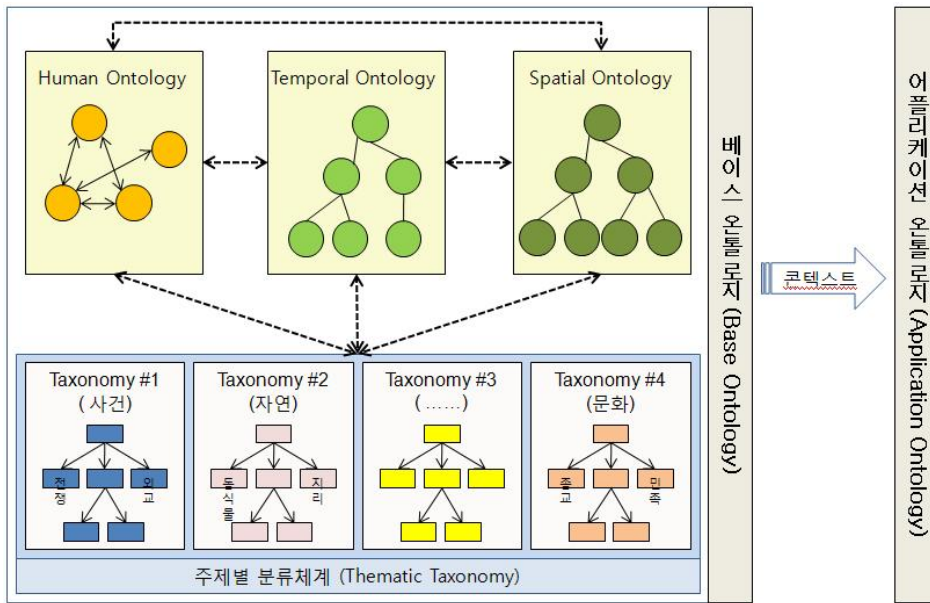 Human Ontology
Temporal Ontology
Spatial Ontology
Taxonomy #1
( 사건)
전쟁
외교
Taxonomy #2
(자연)
동식물
지리
Taxonomy #3
( ......)
Taxonomy #4
(문화)
종교
민족
주제별 분류체계 (Thematic Taxonomy)
베이스 온톨로지 (Base Ontology)
콘텍스트
어플리케이션 온톨로지 (Application Ontology)